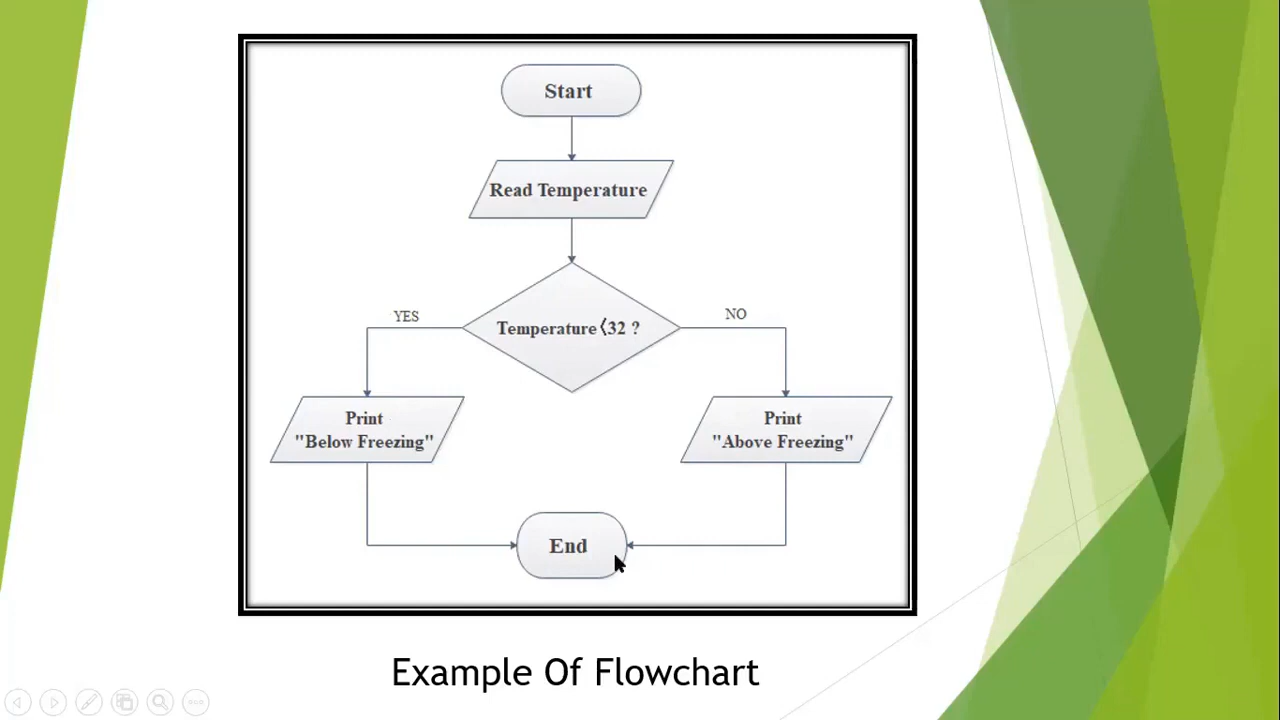 Start
Read Temperature
Temperature〈32 ?
YES
NO
Print
"Below Freezing"
Print
"Above Freezing"
End
Example Of Flowchart